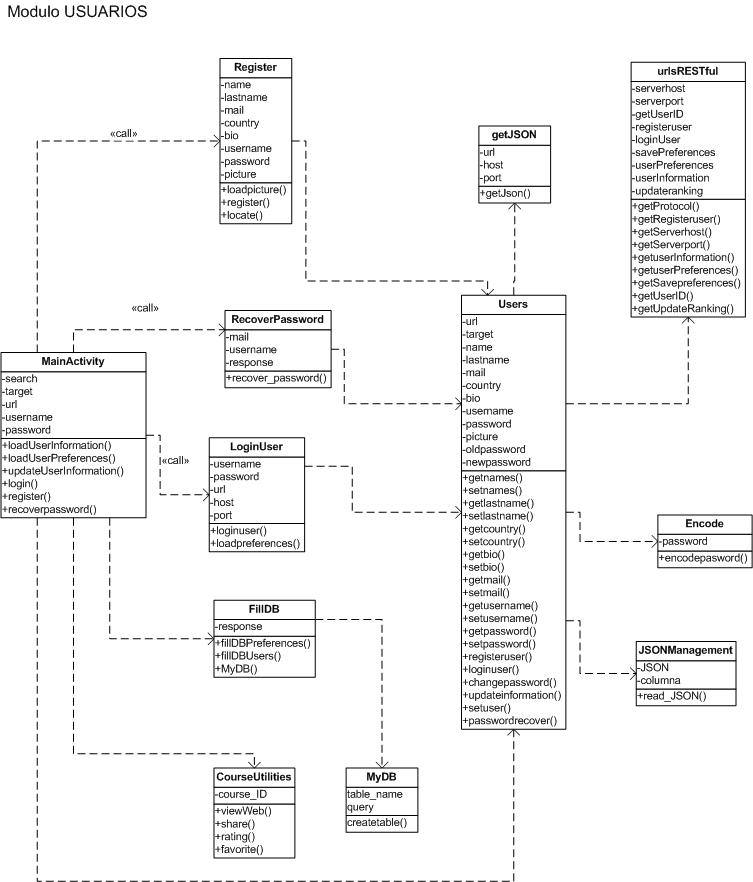 Modulo USUARIOS
Register
-name
-lastname
-mail
-country
-bio
-username
-password
-picture
+loadpicture()
+register()
+locate()
urlsRESTful
-serverhost
-serverport
-getUserID
-registeruser
-loginUser
-savePreferences
-userPreferences
-userInformation
-updateranking
+getProtocol()
+getRegisteruser()
+getServerhost()
+getServerport()
+getuserInformation()
+getuserPreferences()
+getSavepreferences()
+getUserID()
+getUpdateRanking()
getJSON
-url
-host
-port
+getJson()
«call»
«call»
RecoverPassword
-mail
-username
-response
+recover_password()
Users
-url
-target
-name
-lastname
-mail
-country
-bio
-username
-password
-picture
-oldpassword
-newpassword
+getnames()
+setnames()
+getlastname()
+setlastname()
+getcountry()
+setcountry()
+getbio()
+setbio()
+getmail()
+setmail()
+getusername()
+setusername()
+getpassword()
+setpassword()
+registeruser()
+loginuser()
+changepassword()
+updateinformation()
+setuser()
+passwordrecover()
MainActivity
-search
-target
-url
-username
-password
+loadUserInformation()
+loadUserPreferences()
+updateUserInformation()
+login()
+register()
+recoverpassword()
«call»
LoginUser
-username
-password
-url
-host
-port
+loginuser()
+loadpreferences()
Encode
-password
+encodepasword()
FillDB
-response
+fillDBPreferences()
+fillDBUsers()
+MyDB()
JSONManagement
-JSON
-columna
+read_JSON()
CourseUtilities
-course_ID
+viewWeb()
+share()
+rating()
+favorite()
MyDB
table_name
query
createtable()